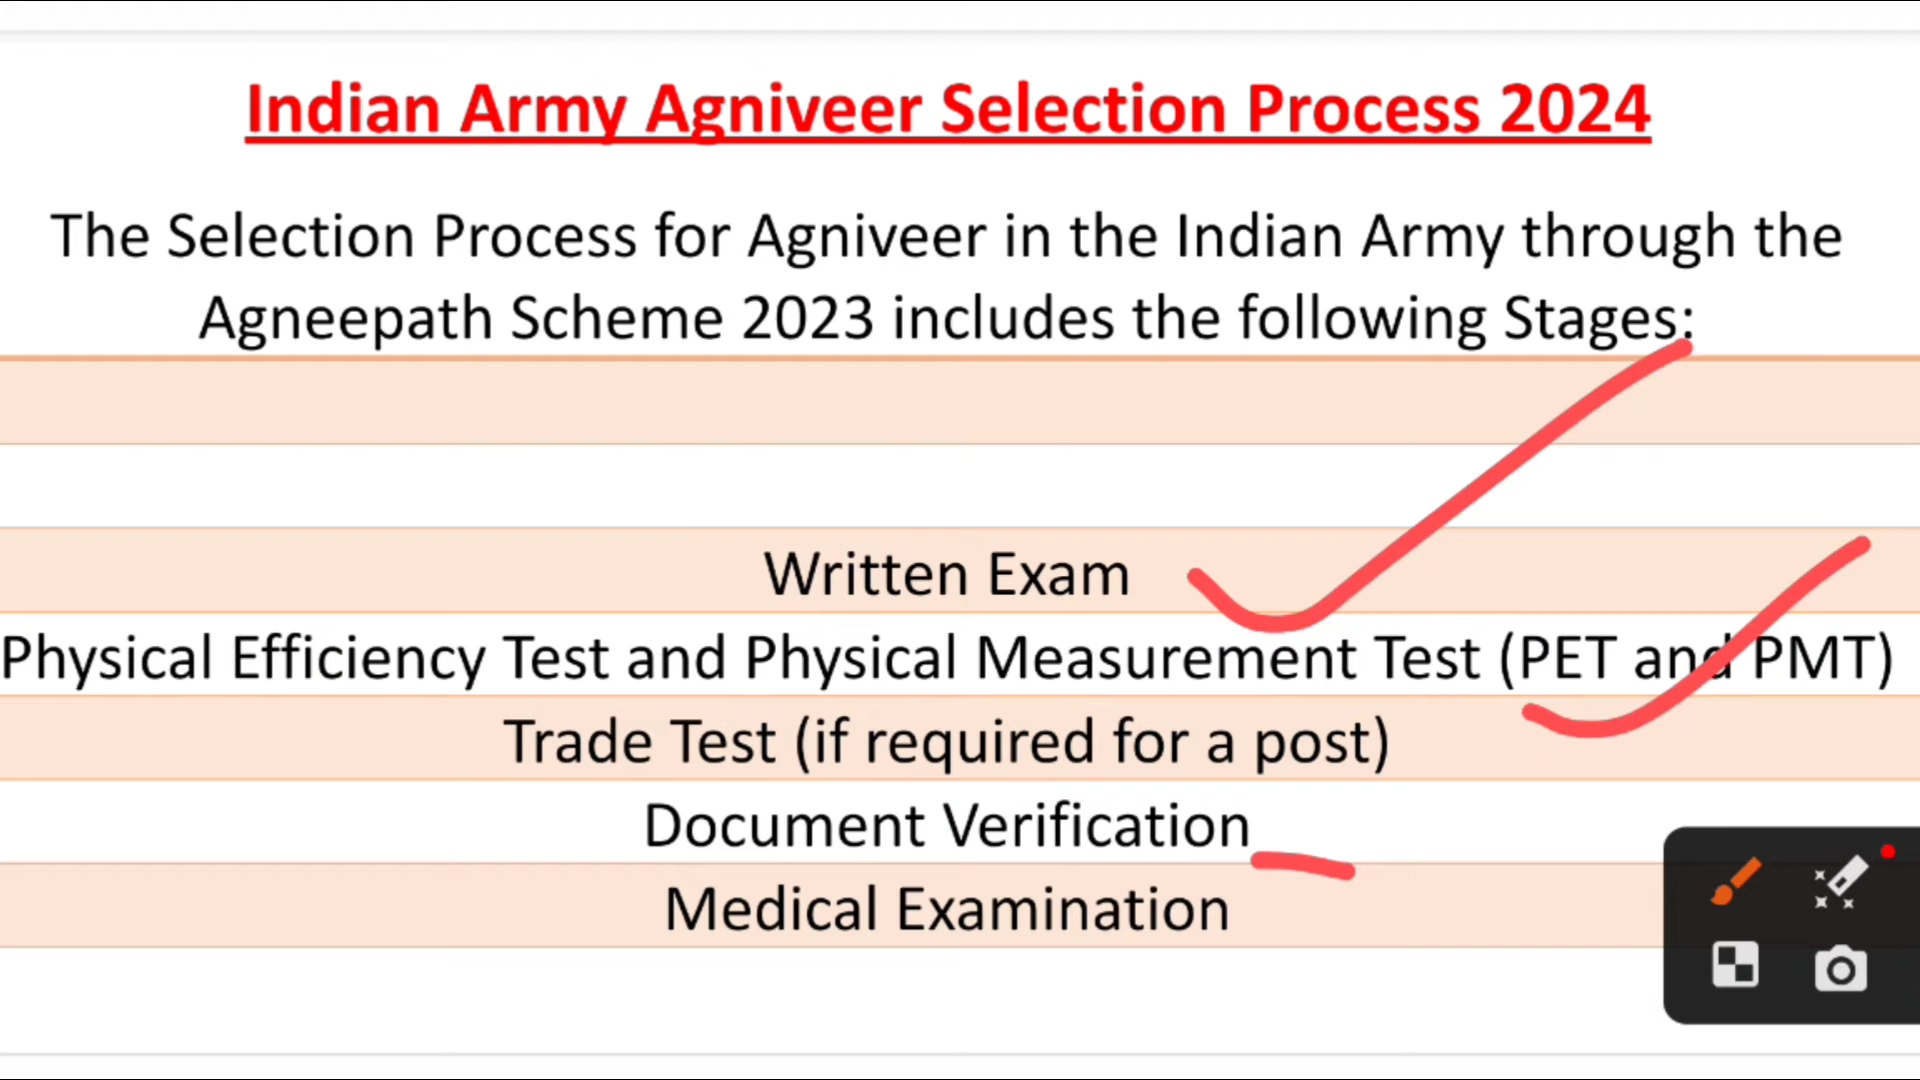 Indian Army Agniveer Selection Process 2024
The Selection Process for Agniveer in the Indian Army through the
Agneepath Scheme 2023 includes the following Stages:
Written Exam
Physical Efficiency Test and Physical Measurement Test (PET and PMT)
Trade Test (if required for a post)
Document Verification
Medical Examination